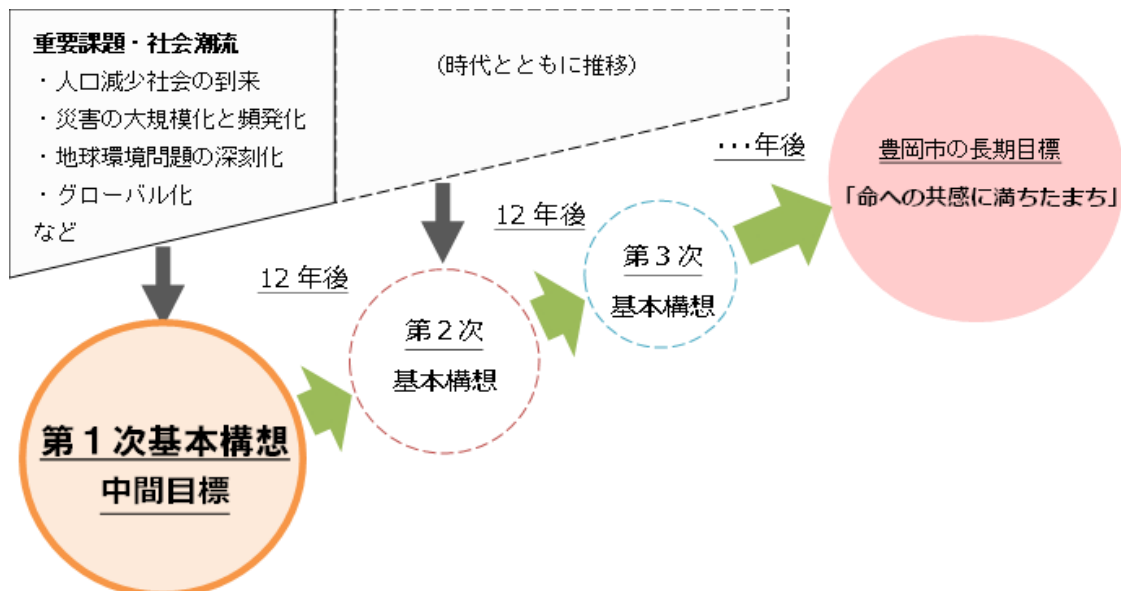 重要課題・社会潮流
・人口減少社会の到来
・災害の大規模化と頻発化
・地球環境問題の深刻化
・グローバル化
など
(時代とともに推移)
…年後
豊岡市の長期目標
「命への共感に満ちたまち」
12 年後
第３次
基本構想
12 年後
第２次
基本構想
第１次基本構想
中間目標